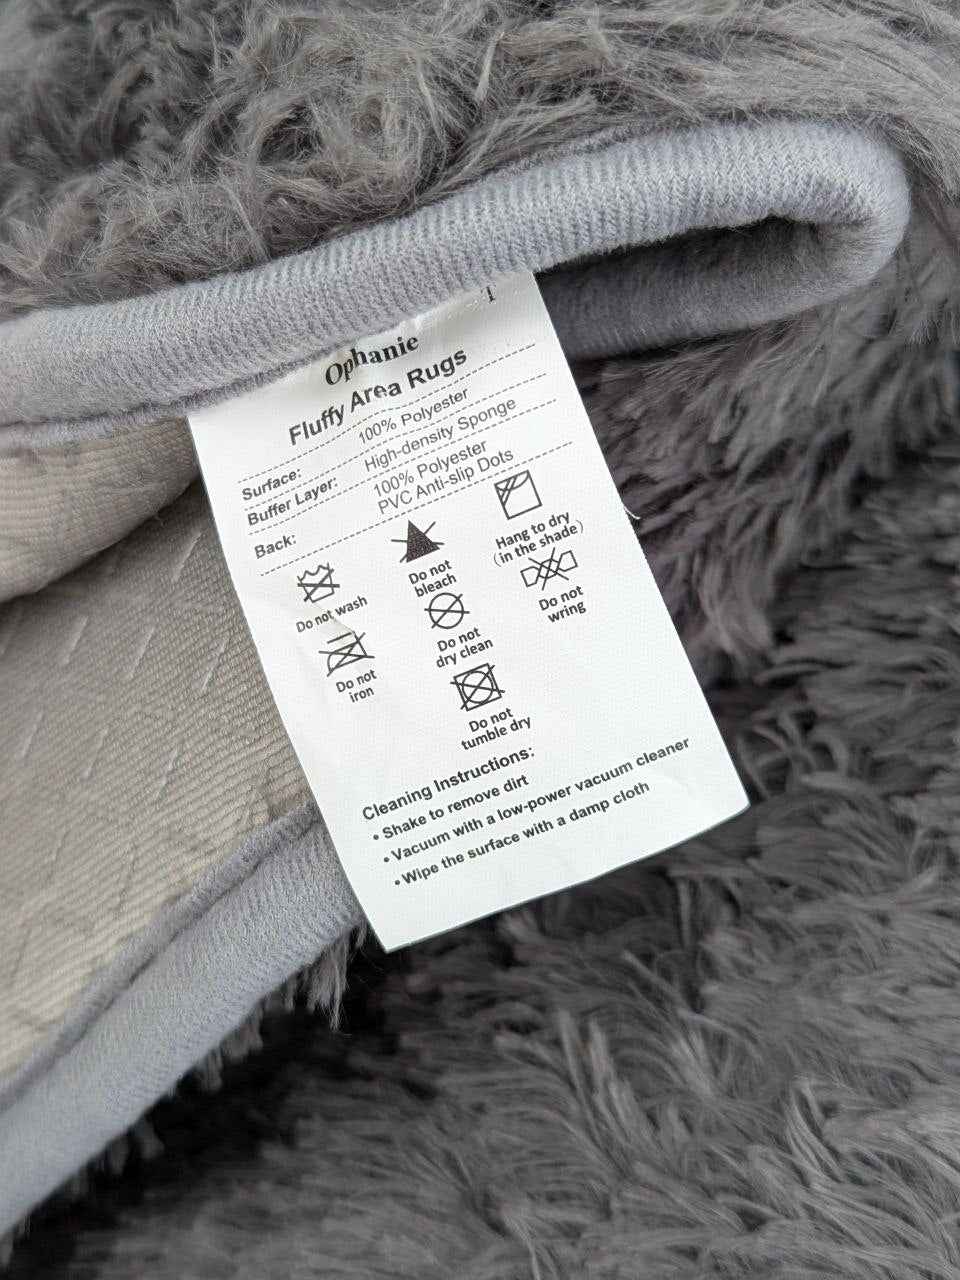 Ophanie
Fluffy Area Rugs
Surface: 100% Polyester
Buffer Layer: High-density Sponge
Back: 100% Polyester
PVC Anti-slip Dots
Do not wash
Do not
bleach
Hang to dry
(in the shade)
Do not
iron
Do not
dry clean
Do not
wring
Do not
tumble dry
Cleaning Instructions:
• Shake to remove dirt
• Vacuum with a low-power vacuum cleaner
• Wipe the surface with a damp cloth